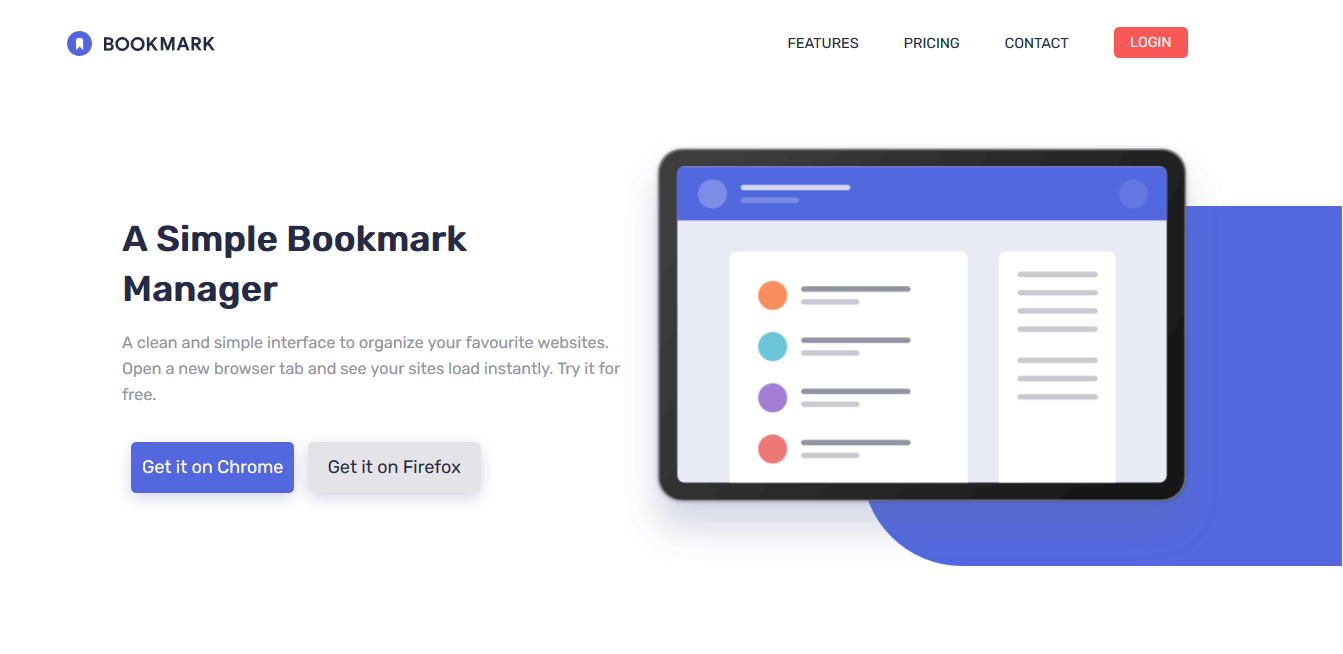 BOOKMARK
FEATURES
PRICING
CONTACT
LOGIN
A Simple Bookmark
Manager
A clean and simple interface to organize your favourite websites.
Open a new browser tab and see your sites load instantly. Try it for
free.
Get it on Chrome
Get it on Firefox